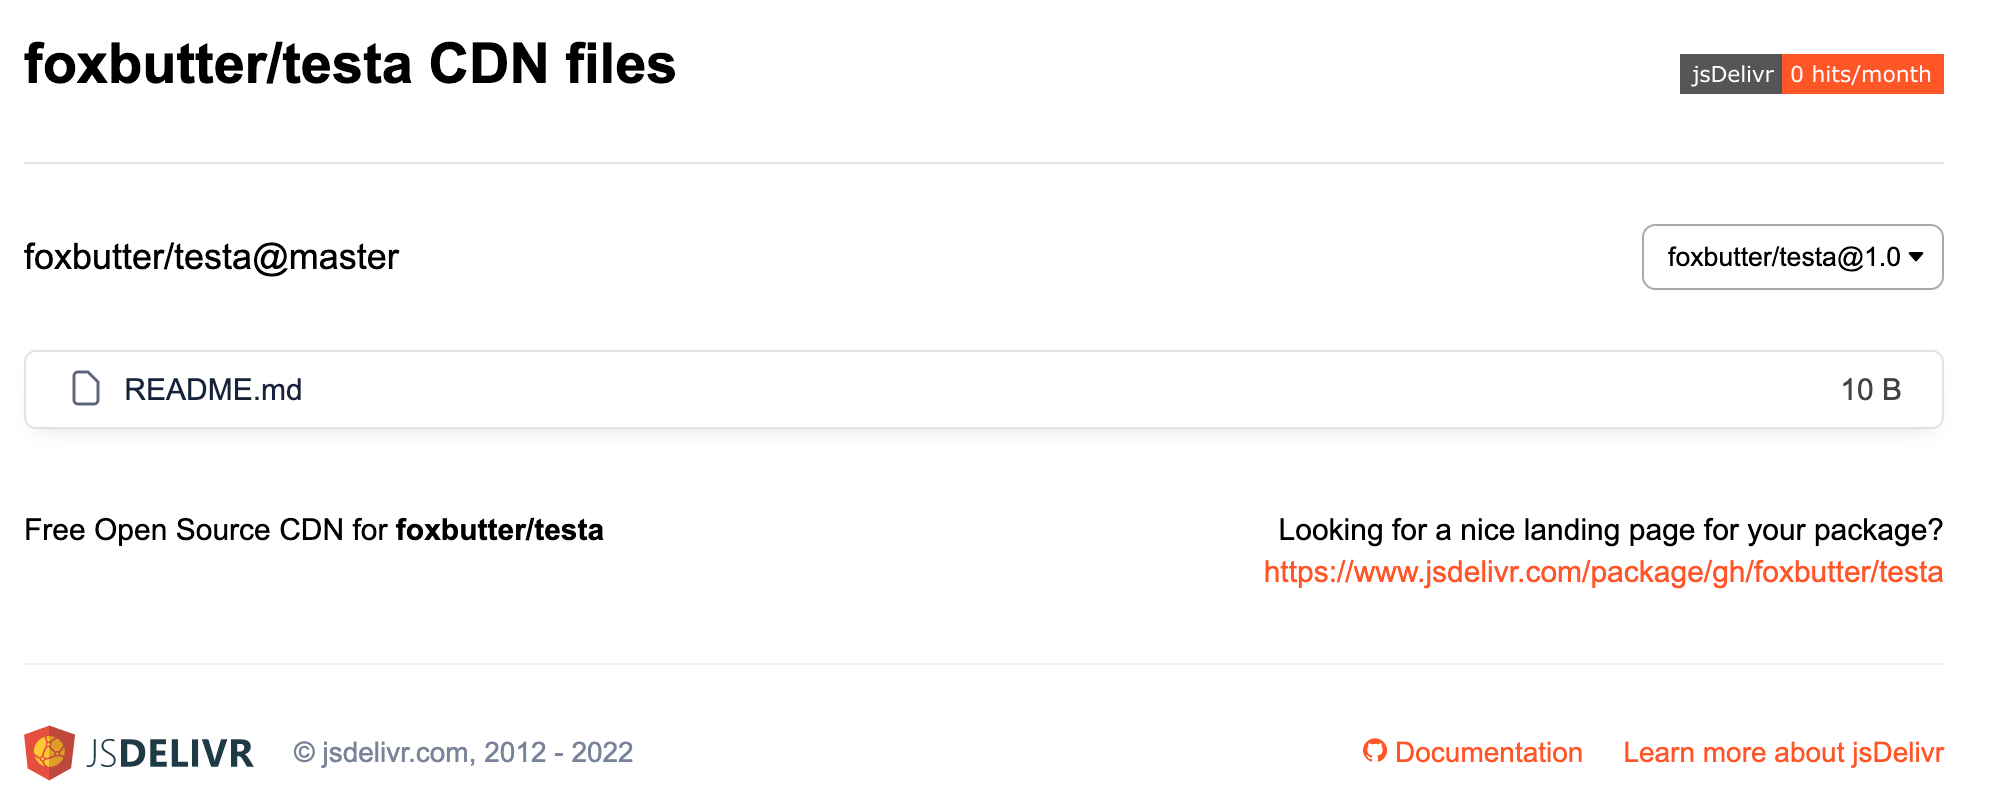 foxbutter/testa CDN files
jsDelivr 0 hits/month
foxbutter/testa@master
foxbutter/testa@1.0
README.md 10 B
Free Open Source CDN for foxbutter/testa
Looking for a nice landing page for your package?
https://www.jsdelivr.com/package/gh/foxbutter/testa
JSDELIVR © jsdelivr.com, 2012 - 2022 Documentation Learn more about jsDelivr